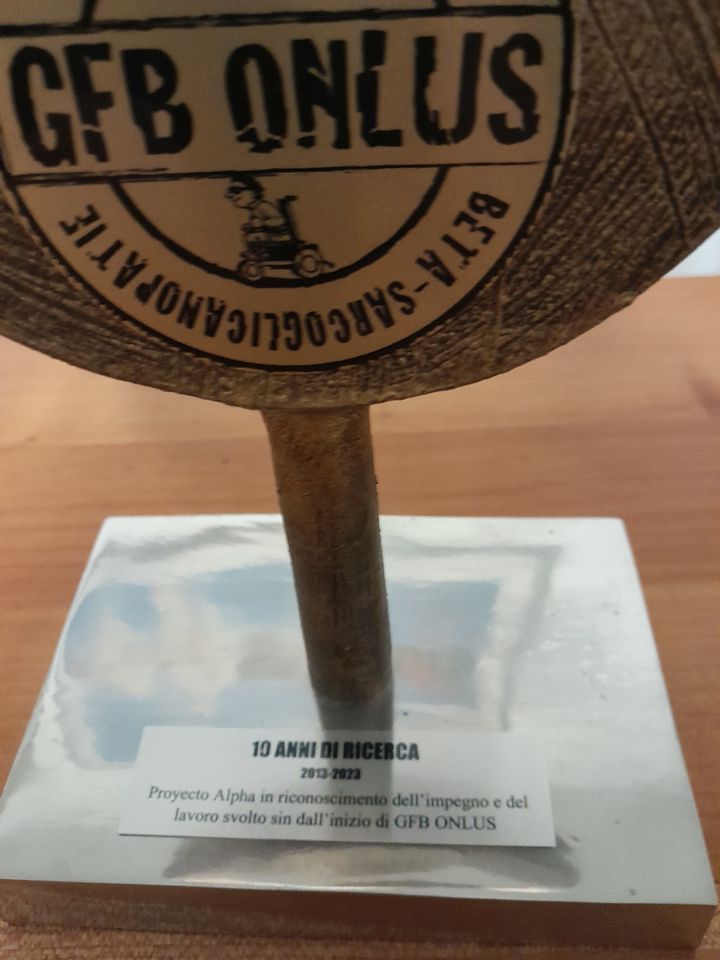 GFB ONLUS
BETA-SARCOGLICANOPATIE
10 ANNI DI RICERCA
2013-2023
Proyecto Alpha in riconoscimento dell'impegno e del
lavoro svolto sin dall'inizio di GFB ONLUS